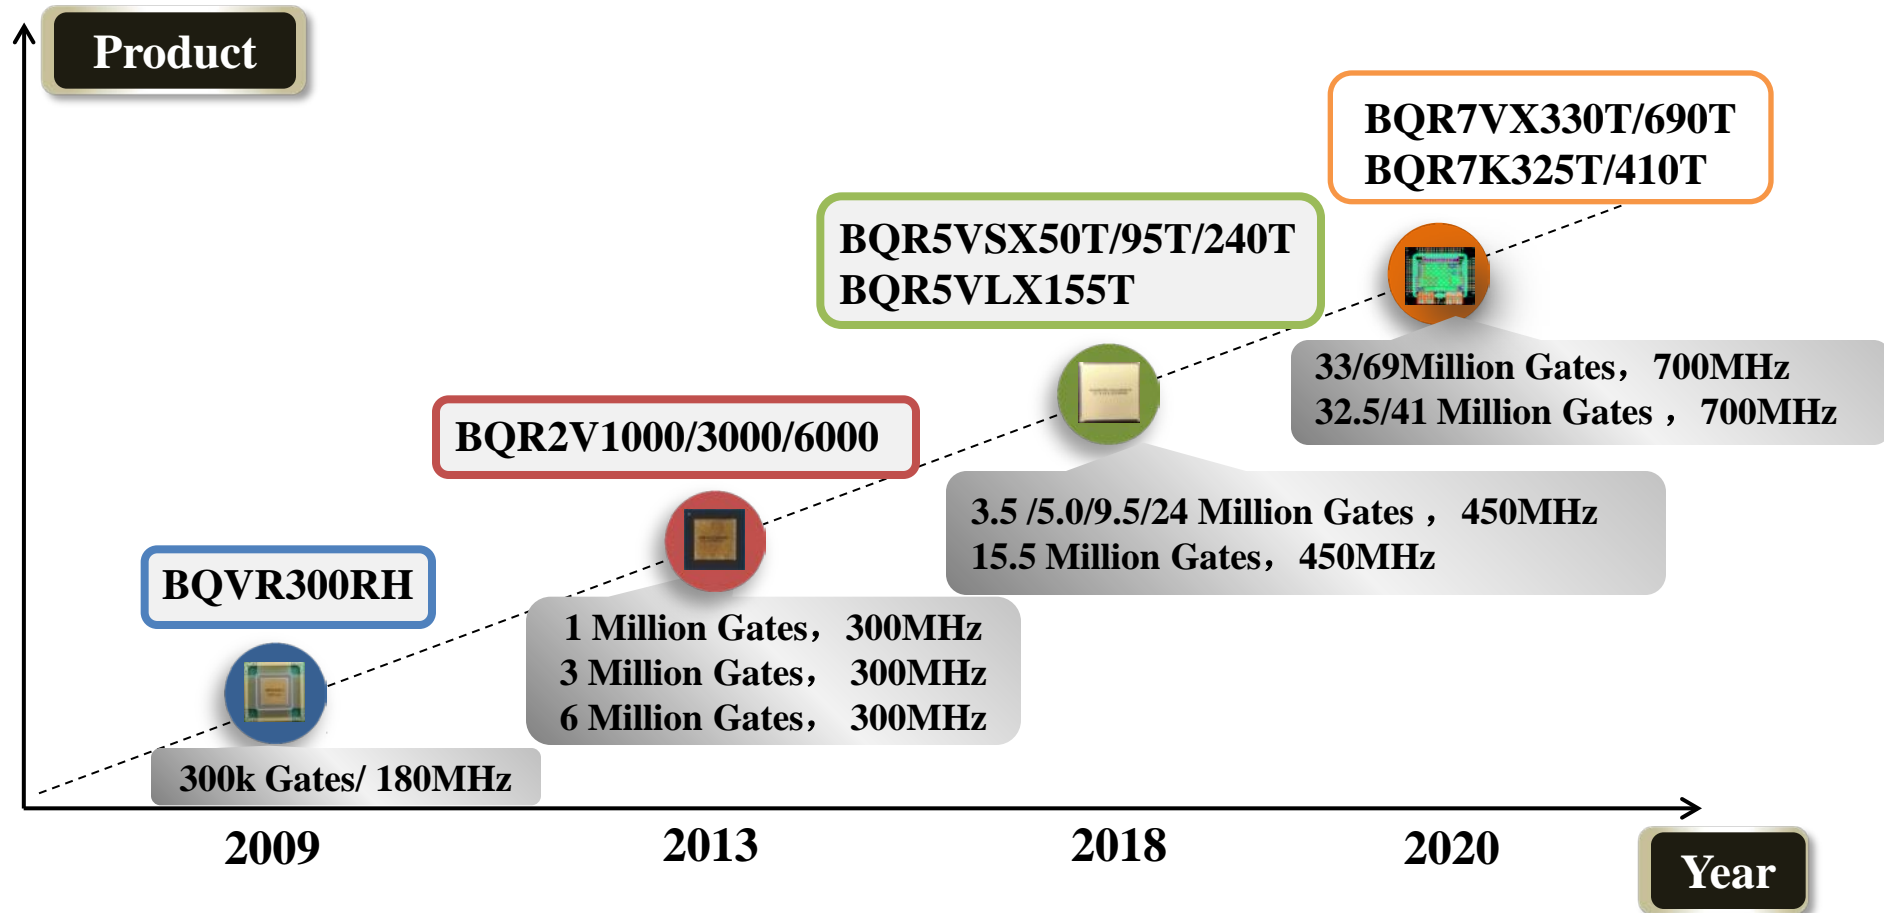 Product
BQR7VX330T/690T
BQR7K325T/410T
BQR5VSX50T/95T/240T
BQR5VLX155T
33/69Million Gates，700MHz
32.5/41 Million Gates ，700MHz
BQR2V1000/3000/6000
3.5 /5.0/9.5/24 Million Gates ，450MHz
15.5 Million Gates，450MHz
BQVR300RH
1 Million Gates，300MHz
3 Million Gates， 300MHz
6 Million Gates， 300MHz
300k Gates/ 180MHz
2009
2013
2018
2020
Year